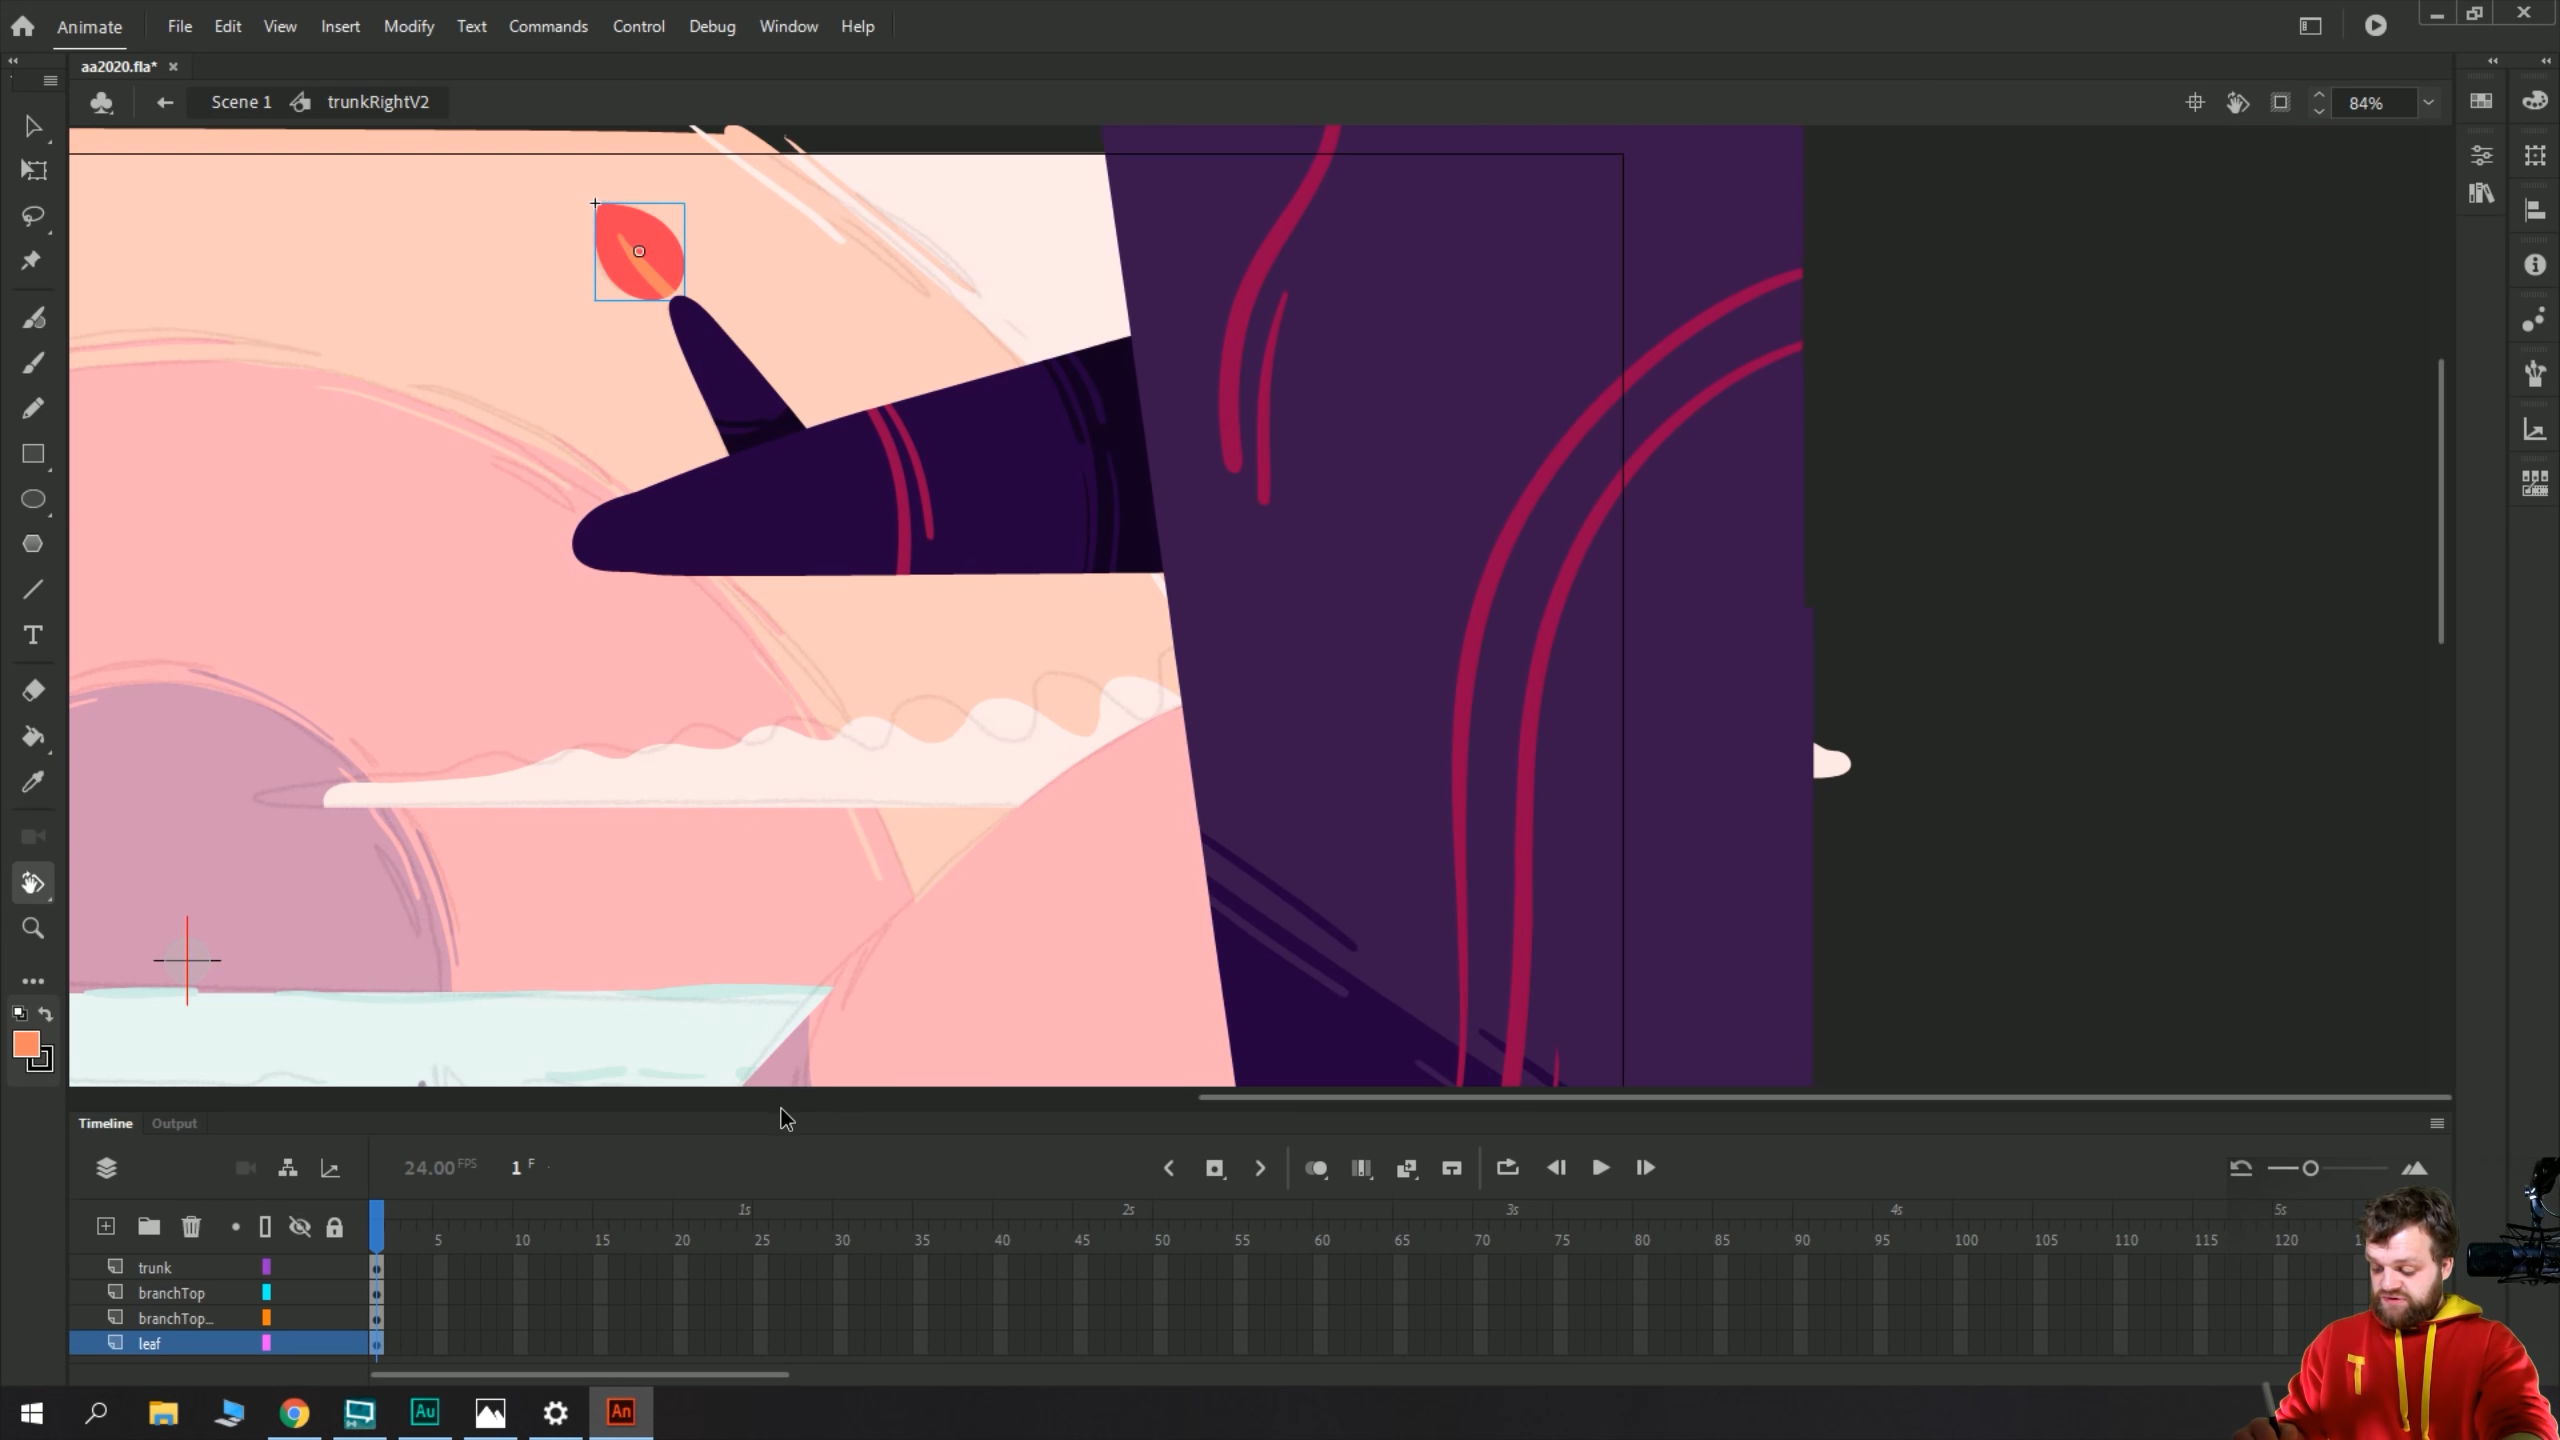 Animate File Edit View Insert Modify Text Commands Control Debug Window Help
aa2020.fla*
Scene 1 trunkRightV2 84%
T
Timeline Output
24.00 FPS 1 F
1s 2s 3s 4s 5s
5 10 15 20 25 30 35 40 45 50 55 60 65 70 75 80 85 90 95 100 105 110 115 120
trunk
branchTop
branchTop...
leaf
Au An